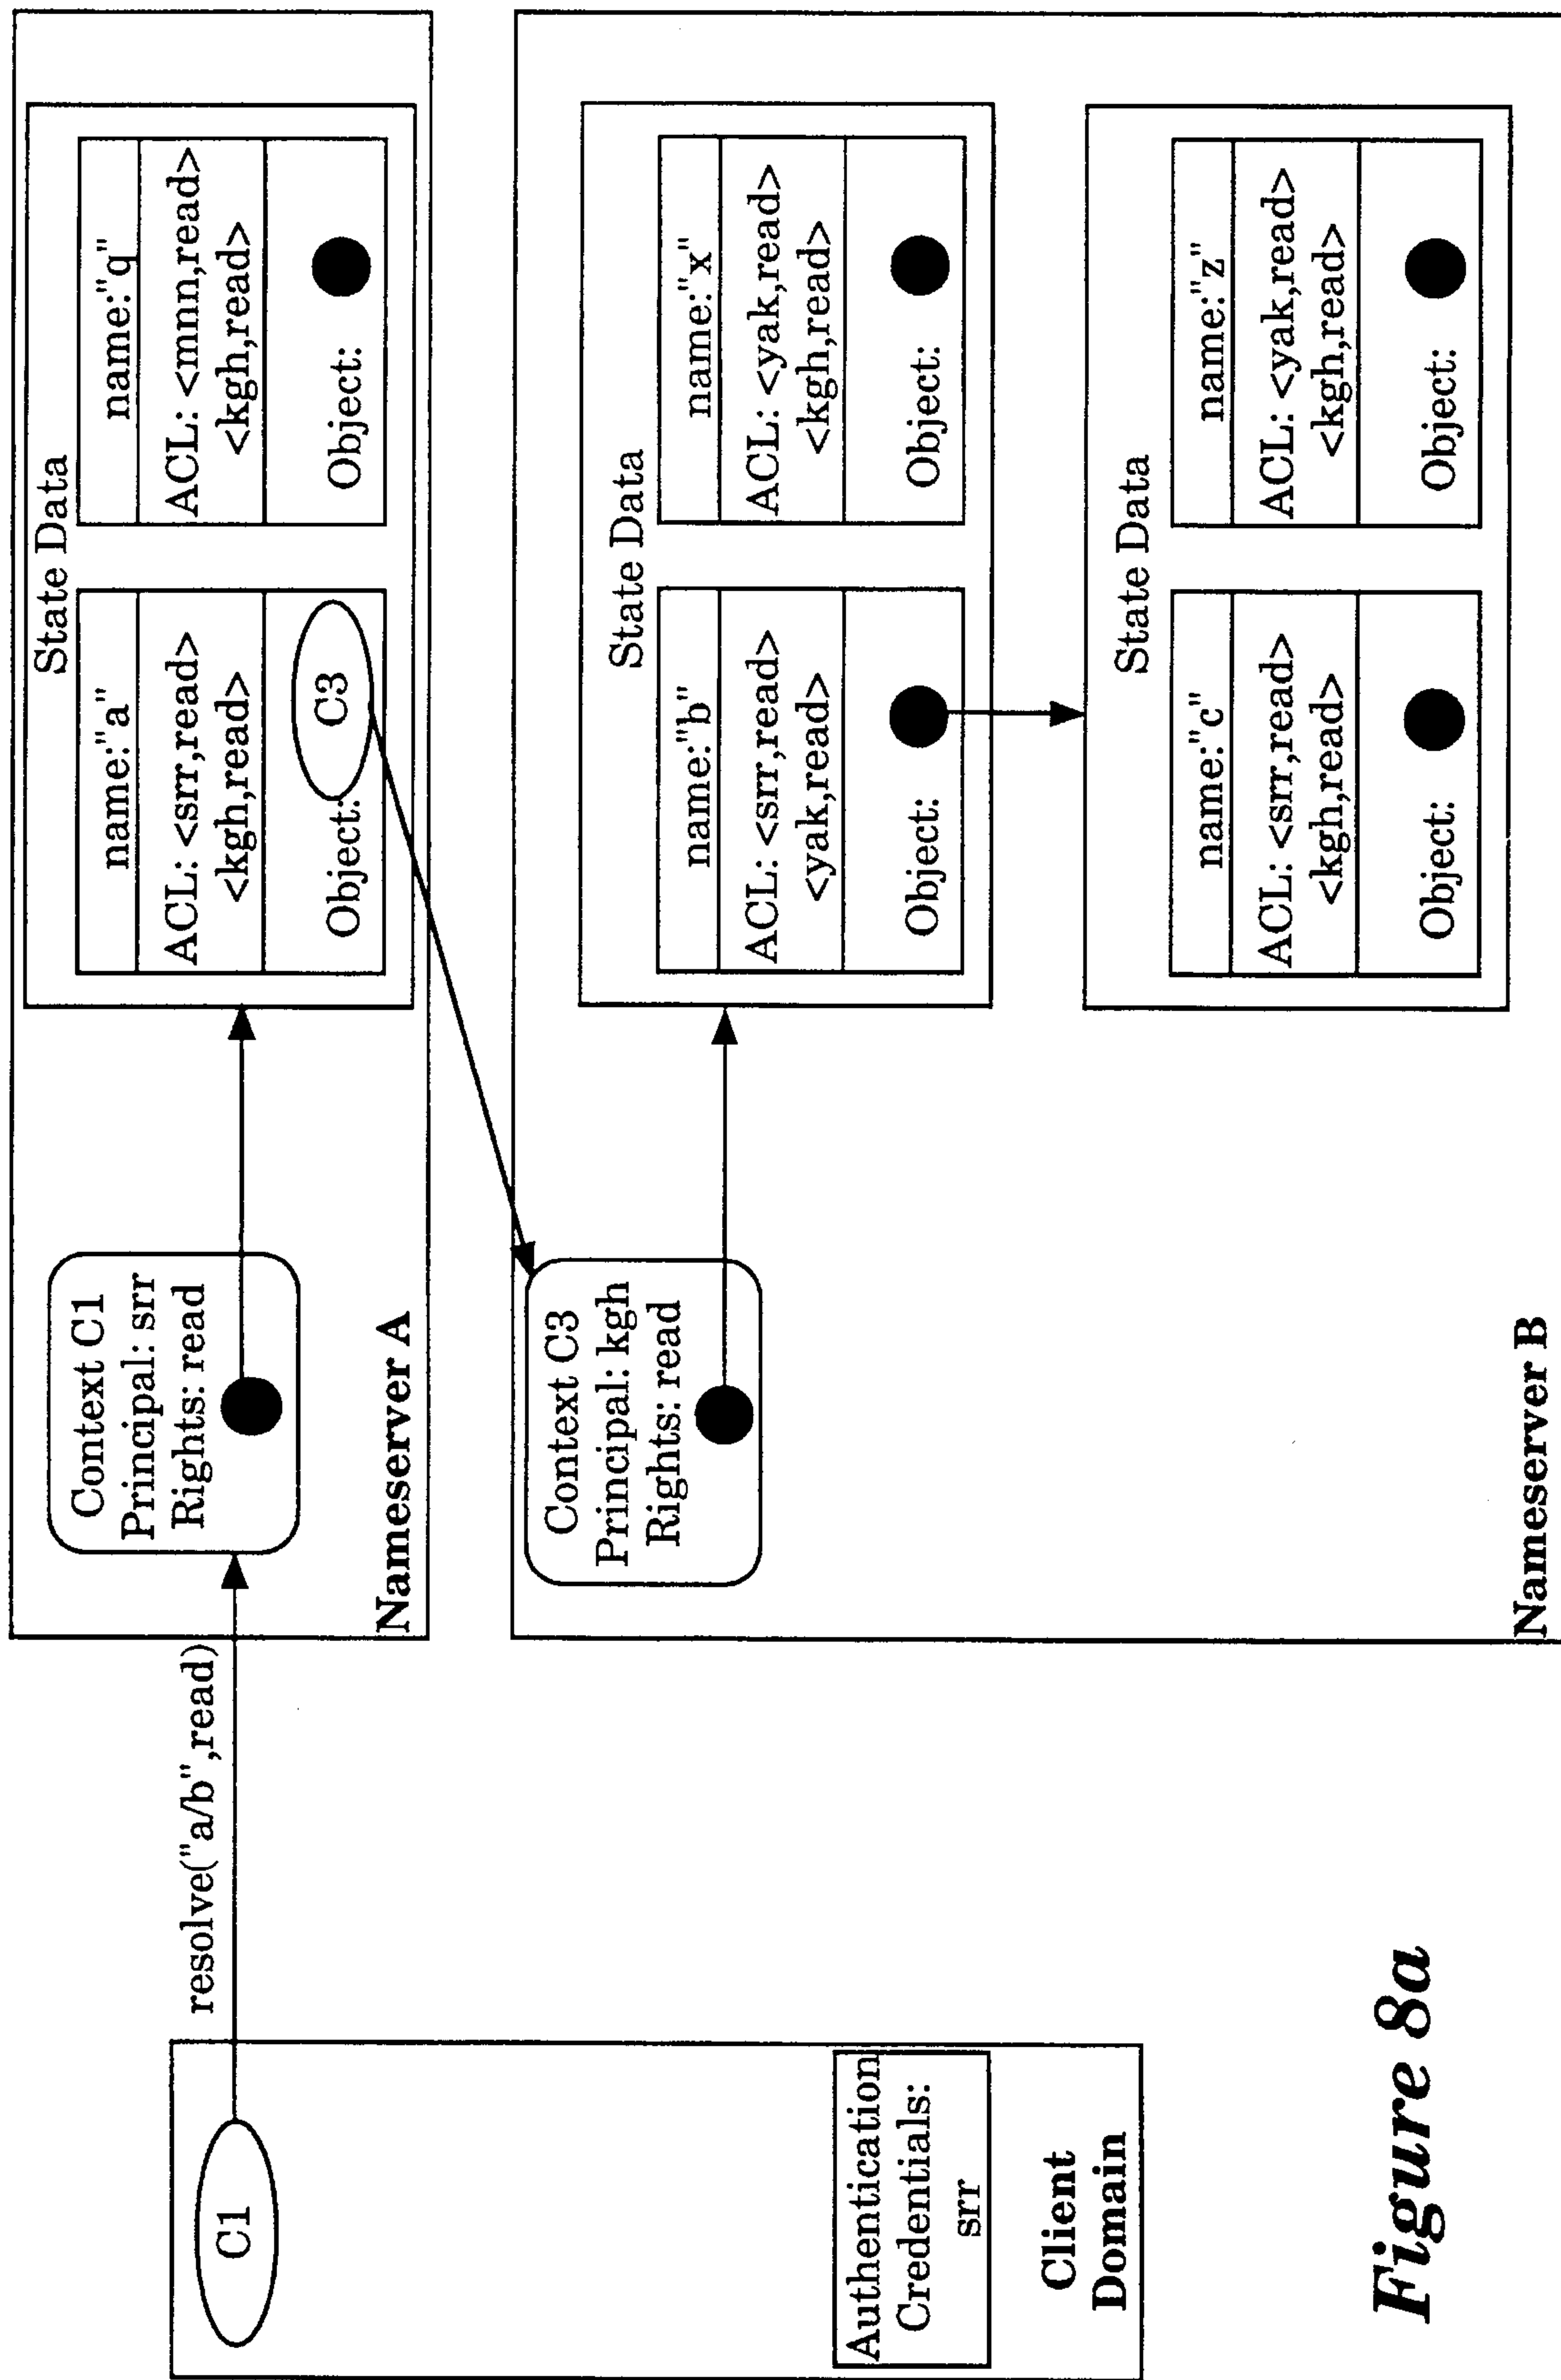 C1
Authentication
Credentials:
srr
Client
Domain
resolve("a/b",read)
Context C1
Principal: srr
Rights: read
Nameserver A
State Data
name:"a"
ACL: <srr,read>
<kgh,read>
Object:
C3
name:"q"
ACL: <mnn,read>
<kgh,read>
Object:
Context C3
Principal: kgh
Rights: read
Nameserver B
State Data
name:"b"
ACL: <srr,read>
<yak,read>
Object:
name:"x"
ACL: <yak,read>
<kgh,read>
Object:
State Data
name:"c"
ACL: <srr,read>
<kgh,read>
Object:
name:"z"
ACL: <yak,read>
<kgh,read>
Object:
Figure 8a